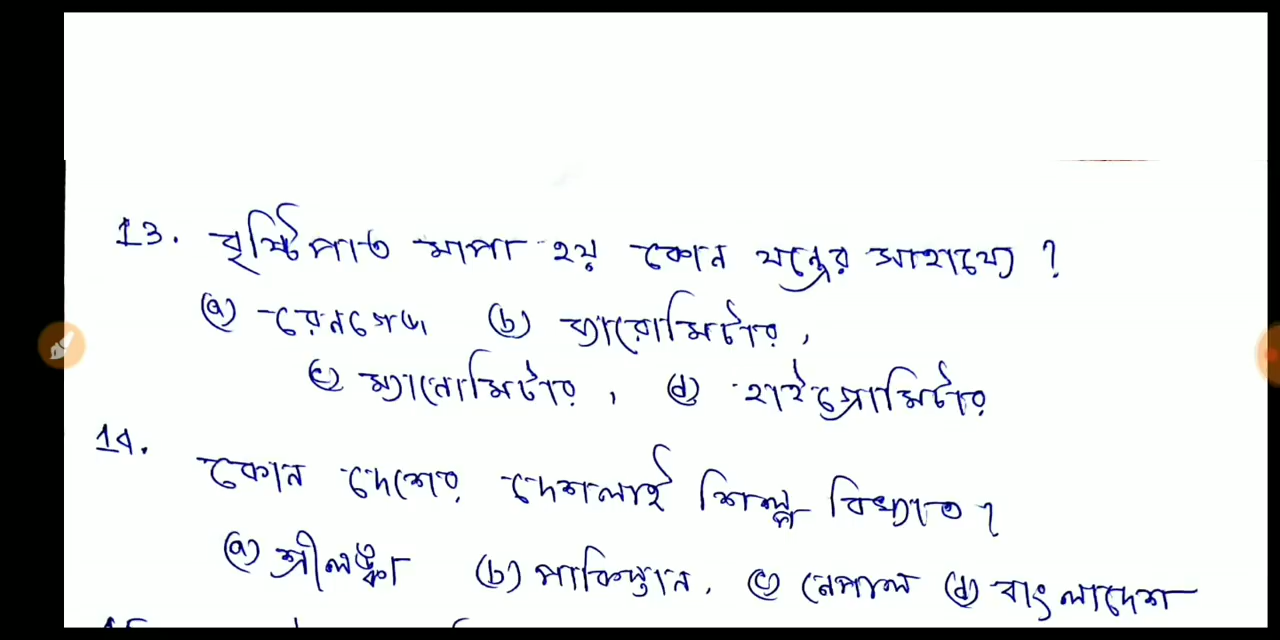 13. বৃষ্টিপাত মাপা হয় কোন যন্ত্রের সাহায্যে ?
(a) রেনগেজ (b) ব্যারোমিটার,
(c) ম্যানোমিটার, (d) হাইগ্রোমিটার
14.
কোন দেশের দেশলাই শিল্প বিখ্যাত ?
(a) শ্রীলঙ্কা (b) পাকিস্তান, (c) নেপাল (d) বাংলাদেশ